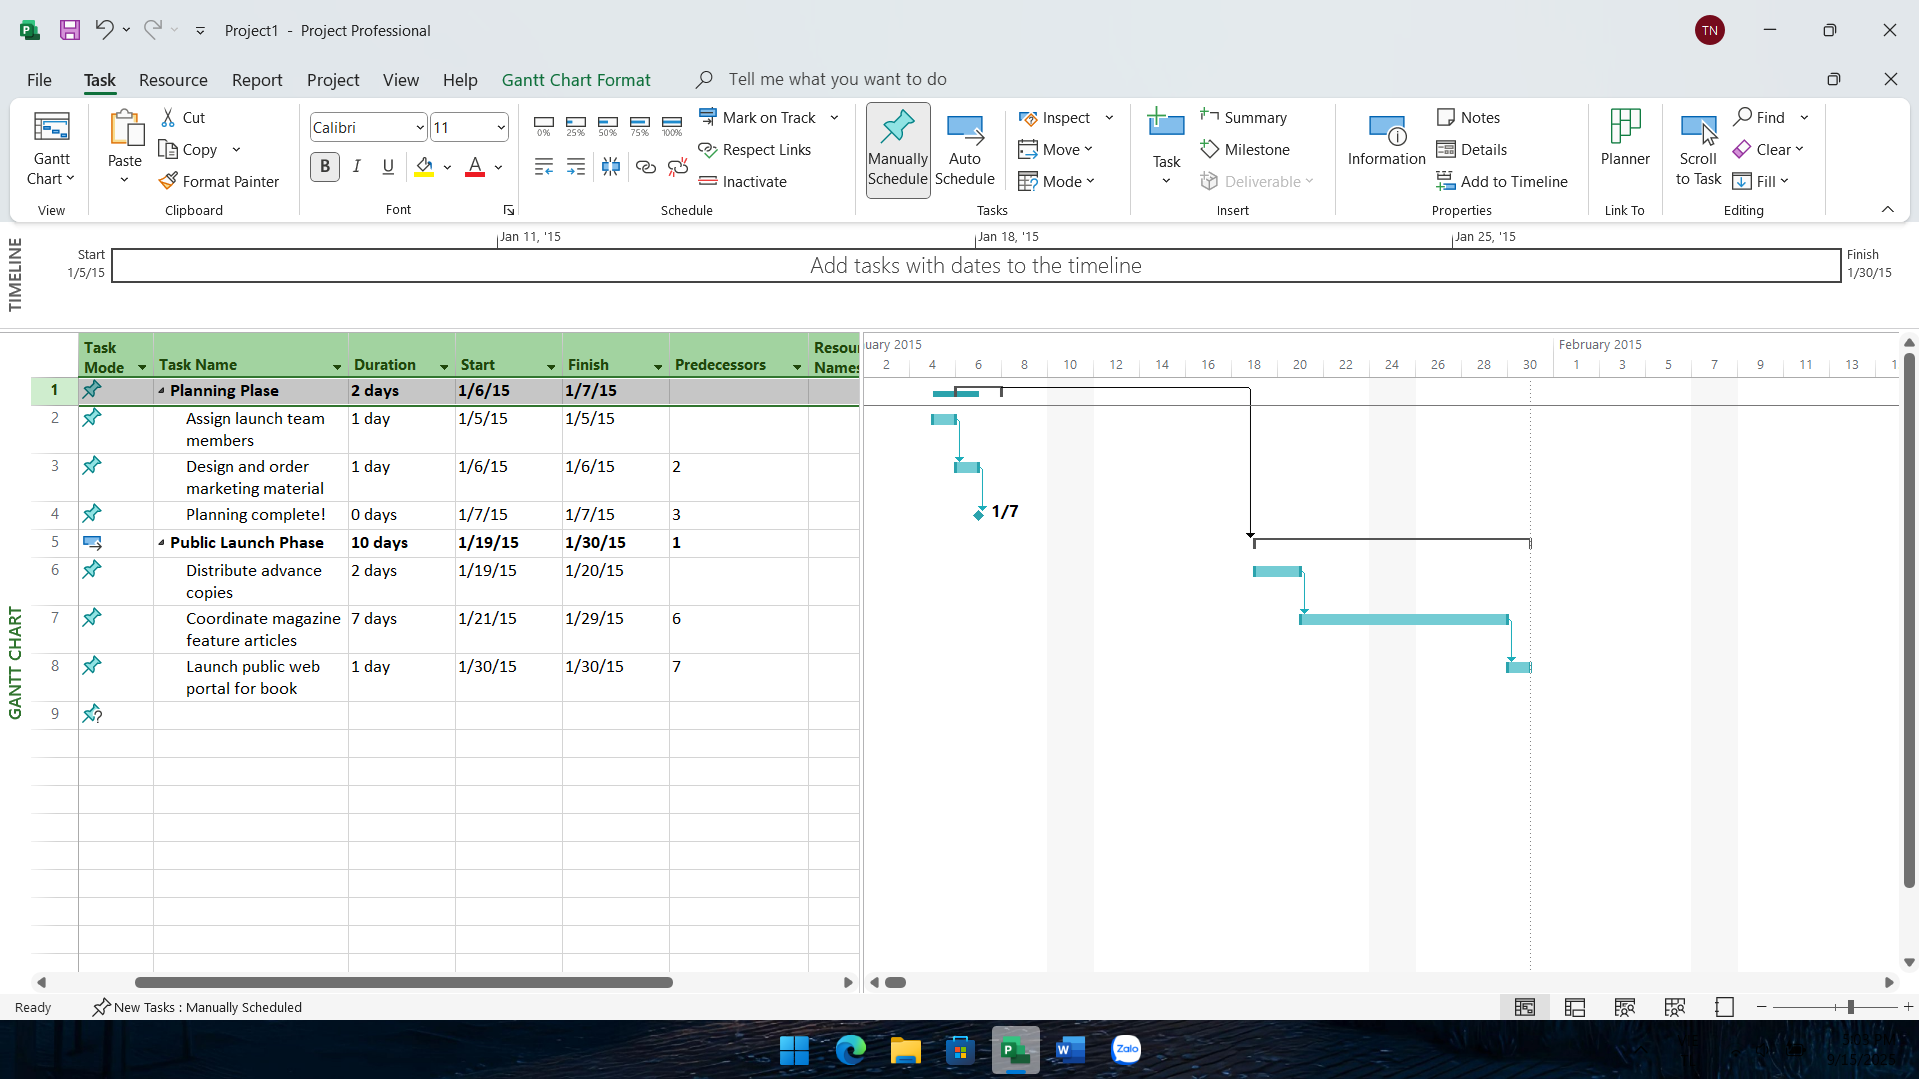 Project1 - Project Professional
TN
File Task Resource Report Project View Help Gantt Chart Format Tell me what you want to do
Gantt Chart
View
Paste
Cut
Copy
Format Painter
Clipboard
Calibri 11
B I U A
Font
0% 25% 50% 75% 100%
Mark on Track
Respect Links
Inactivate
Schedule
Manually Schedule
Auto Schedule
Inspect
Move
Mode
Tasks
Task
Summary
Milestone
Deliverable
Insert
Information
Notes
Details
Add to Timeline
Properties
Planner
Link To
Scroll to Task
Find
Clear
Fill
Editing
TIMELINE
Start
1/5/15
Jan 11, '15 Jan 18, '15 Jan 25, '15
Add tasks with dates to the timeline
Finish
1/30/15
GANTT CHART
Task Mode Task Name Duration Start Finish Predecessors Resou Names
1 Planning Plase 2 days 1/6/15 1/7/15
2 Assign launch team members 1 day 1/5/15 1/5/15
3 Design and order marketing material 1 day 1/6/15 1/6/15 2
4 Planning complete! 0 days 1/7/15 1/7/15 3
5 Public Launch Phase 10 days 1/19/15 1/30/15 1
6 Distribute advance copies 2 days 1/19/15 1/20/15
7 Coordinate magazine feature articles 7 days 1/21/15 1/29/15 6
8 Launch public web portal for book 1 day 1/30/15 1/30/15 7
9
uary 2015 February 2015
2 4 6 8 10 12 14 16 18 20 22 24 26 28 30 1 3 5 7 9 11 13 1
1/7
Ready New Tasks : Manually Scheduled
Zalo